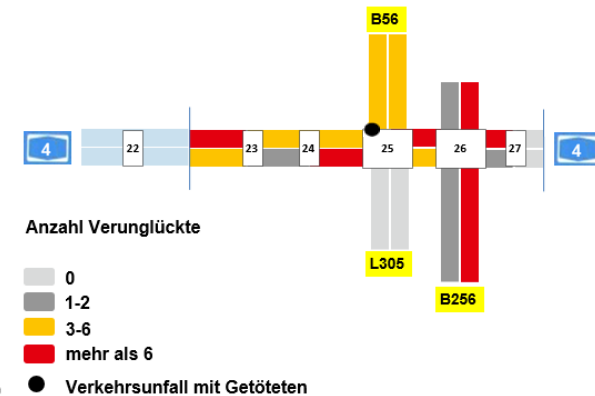 B56
4
22
23
24
25
26
27
4
Anzahl Verunglückte
L305
0
B256
1-2
3-6
mehr als 6
Verkehrsunfall mit Getöteten